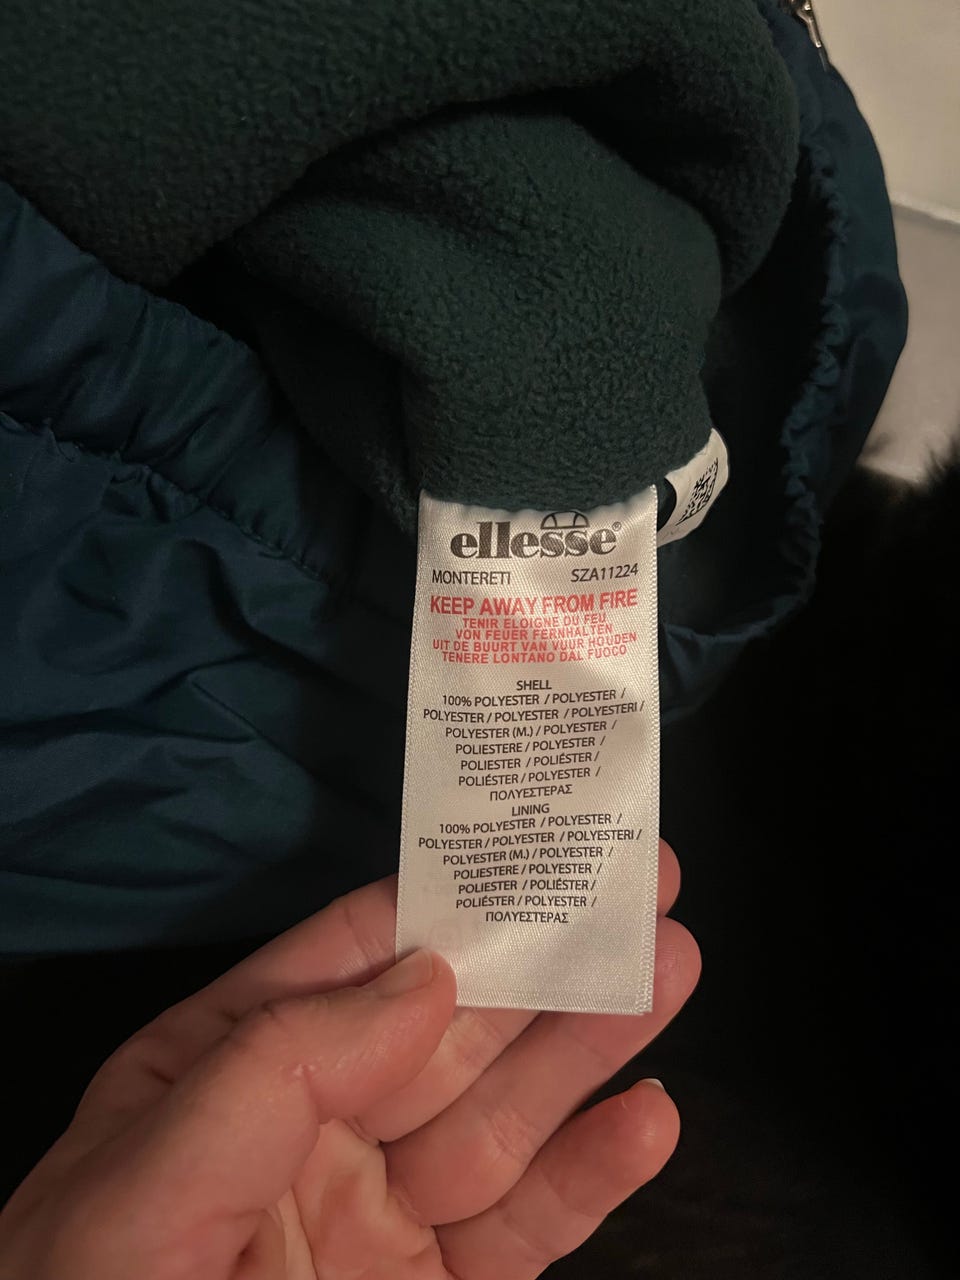 ellesse®
MONTERETI SZA11224
KEEP AWAY FROM FIRE
TENIR ELOIGNE DU FEU
VON FEUER FERNHALTEN
UIT DE BUURT VAN VUUR HOUDEN
TENERE LONTANO DAL FUOCO
SHELL
100% POLYESTER / POLYESTER /
POLYESTER / POLYESTER / POLYESTERI /
POLYESTER (M.) / POLYESTER /
POLIESTERE / POLYESTER /
POLIESTER / POLIÉSTER /
POLIÉSTER / POLYESTER /
ΠΟΛΥΕΣΤΕΡΑΣ
LINING
100% POLYESTER / POLYESTER /
POLYESTER / POLYESTER / POLYESTERI /
POLYESTER (M.) / POLYESTER /
POLIESTERE / POLYESTER /
POLIESTER / POLIÉSTER /
POLIÉSTER / POLYESTER /
ΠΟΛΥΕΣΤΕΡΑΣ